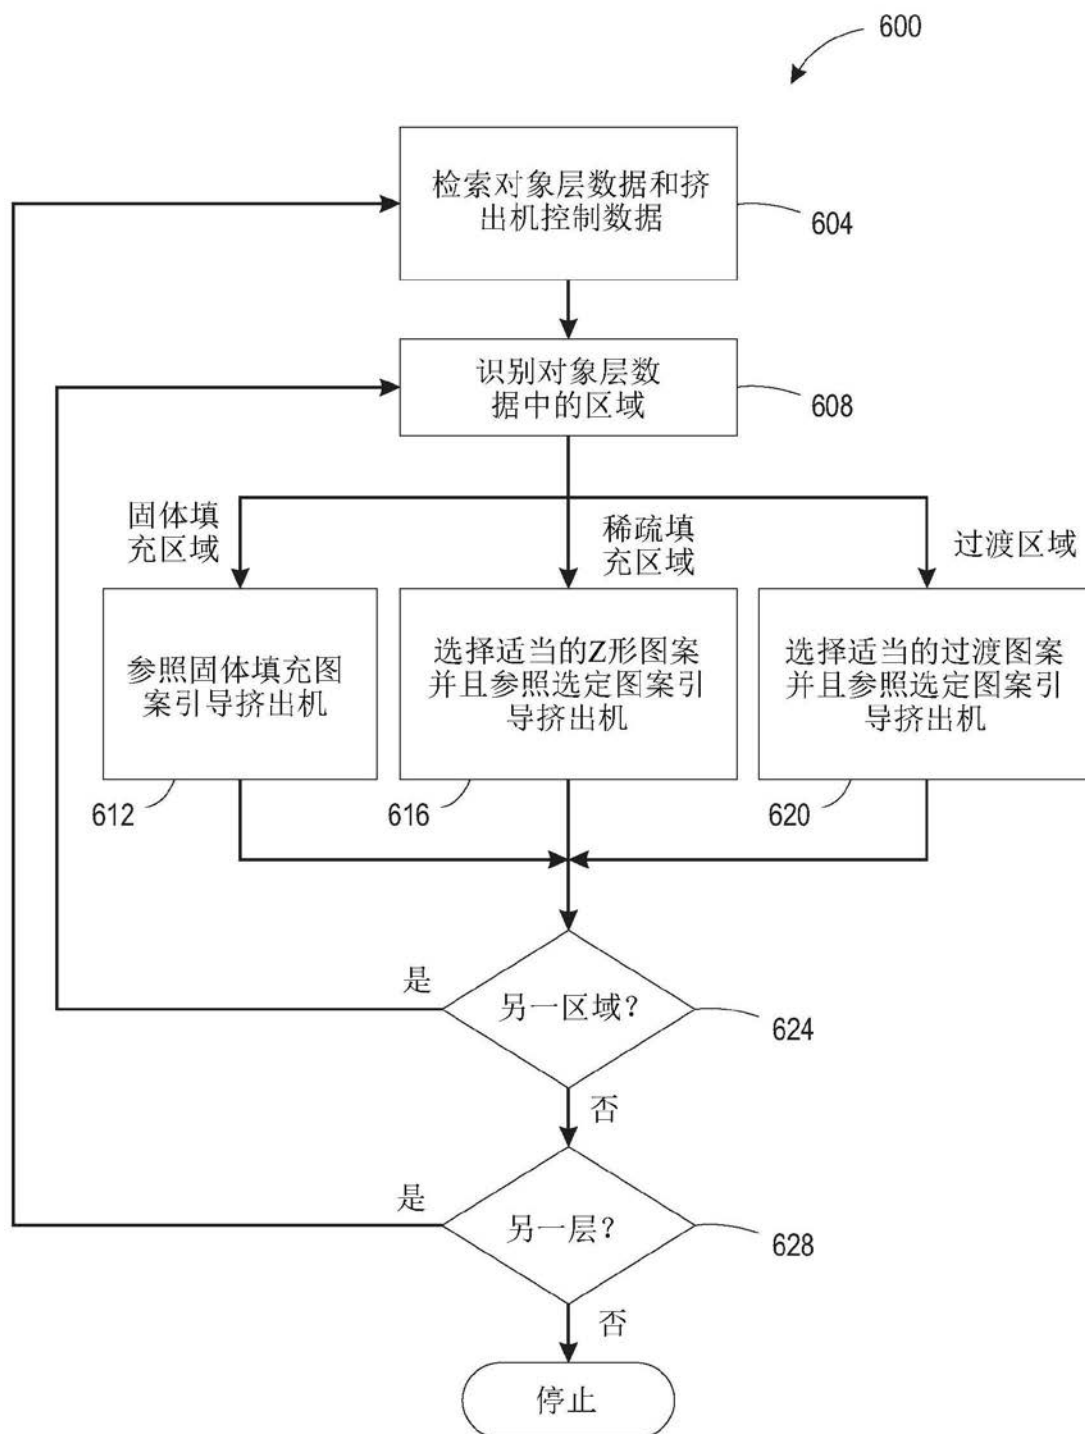 600
检索对象层数据和挤
出机控制数据
604
识别对象层数
据中的区域
608
固体填
充区域
稀疏填
充区域
过渡区域
参照固体填充图
案引导挤出机
选择适当的Z形图案
并且参照选定图案引
导挤出机
选择适当的过渡图案
并且参照选定图案引
导挤出机
612
616
620
是
另一区域?
624
否
是
另一层?
628
否
停止